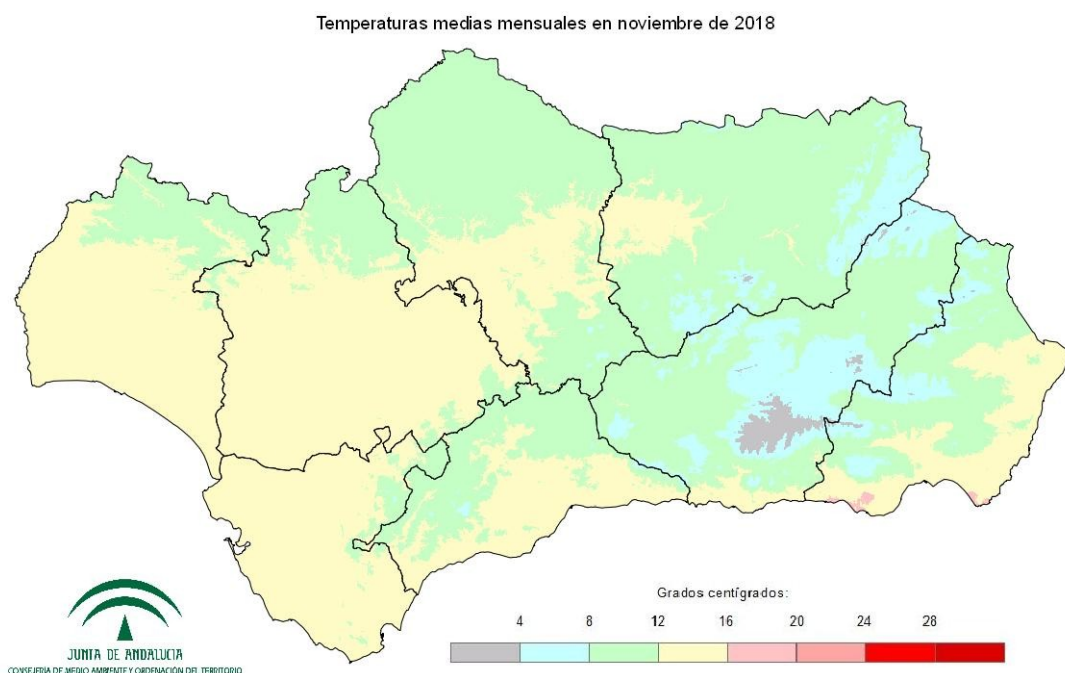 Temperaturas medias mensuales en noviembre de 2018
Grados centígrados:
4 8 12 16 20 24 28
JUNTA DE ANDALUCIA
CONSEJERÍA DE MEDIO AMBIENTE Y ORDENACIÓN DEL TERRITORIO